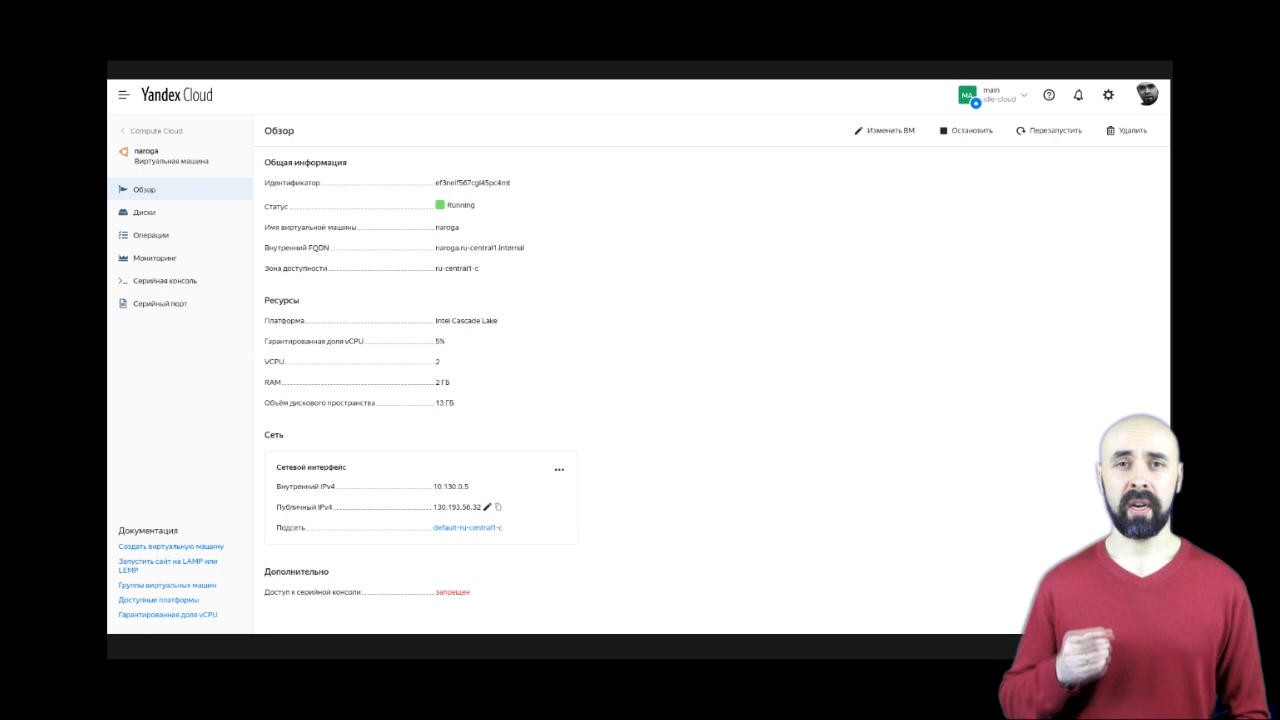 Yandex Cloud
MA
main
idle-cloud
Compute Cloud
naroga
Виртуальная машина
Обзор
Диски
Операции
Мониторинг
Серийная консоль
Серийный порт
Документация
Создать виртуальную машину
Запустить сайт на LAMP или
LEMP
Группы виртуальных машин
Доступные платформы
Гарантированная доля vCPU
Обзор
Изменить ВМ
Остановить
Перезапустить
Удалить
Общая информация
Идентификатор
Статус Running
Имя виртуальной машины naroga
Внутренний FQDN naroga.ru-central1.internal
Зона доступности ru-central1-c
Ресурсы
Платформа Intel Cascade Lake
Гарантированная доля vCPU 5%
VCPU 2
RAM 2 ГБ
Объём дискового пространства 13 ГБ
Сеть
Сетевой интерфейс
Внутренний IPv4 10.130.0.5
Публичный IPv4 130.193.56.32
Подсеть default-ru-central1-c
Дополнительно
Доступ к серийной консоли запрещен